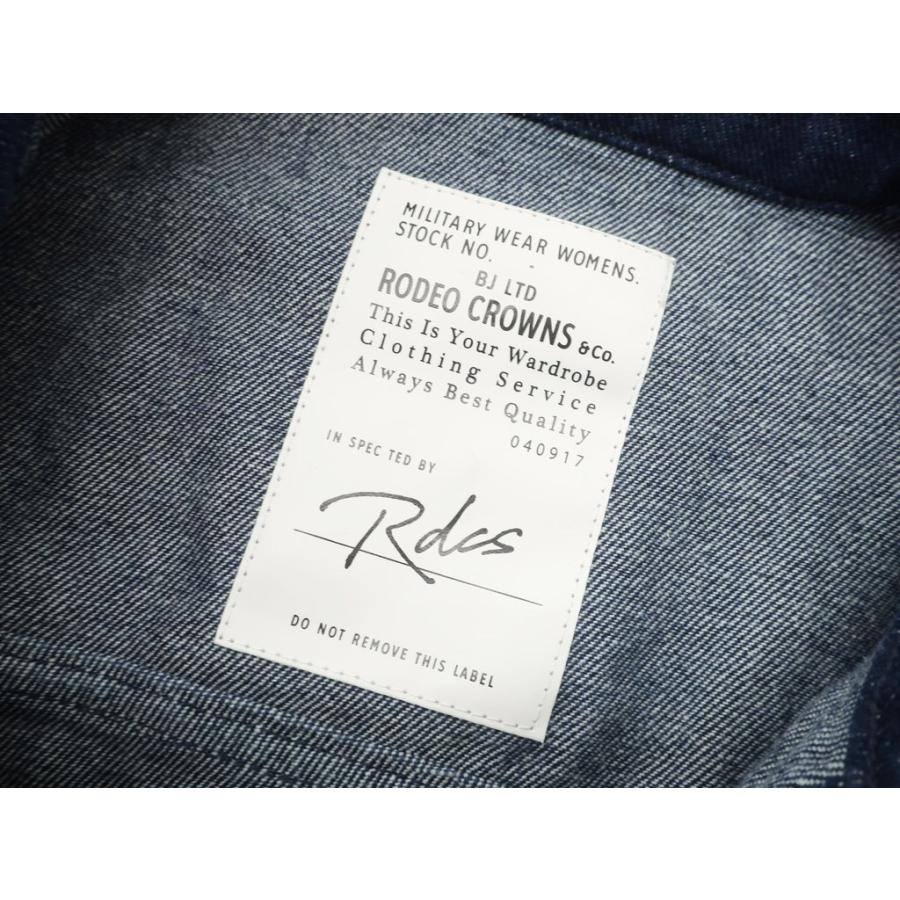 MILITARY WEAR WOMENS.
STOCK NO. -
BJ LTD
RODEO CROWNS &CO.
This Is Your Wardrobe
Clothing Service
Always Best Quality
040917
IN SPEC TED BY
Rdcs
DO NOT REMOVE THIS LABEL